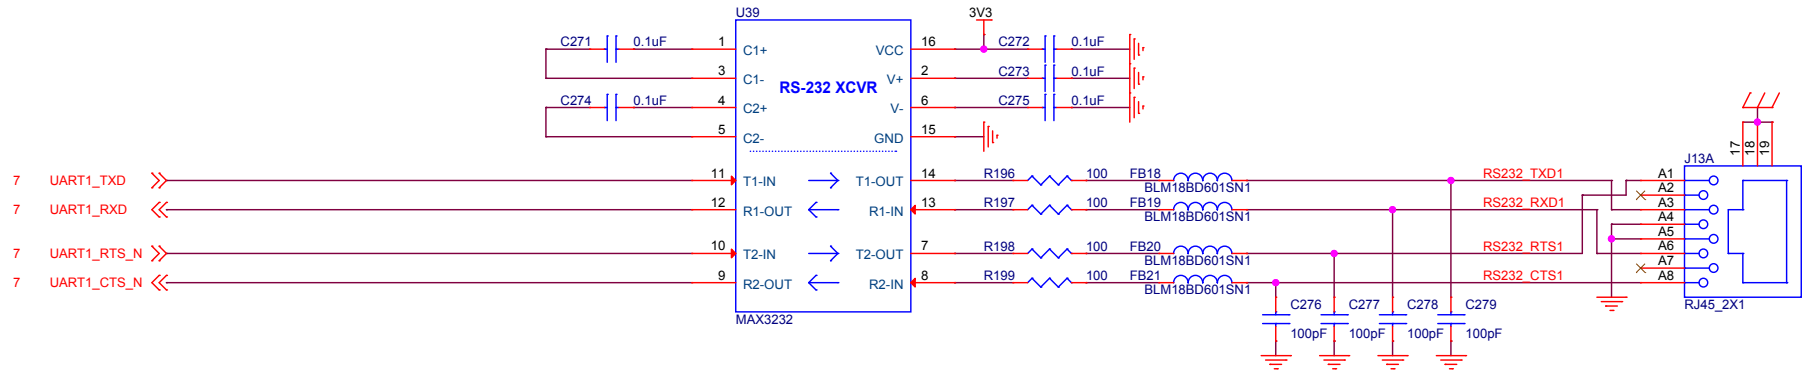 U39
3V3
C271 0.1uF 1 C1+ VCC 16 C272 0.1uF
3 C1- V+ 2 C273 0.1uF
RS-232 XCVR
C274 0.1uF 4 C2+ V- 6 C275 0.1uF
5 C2- GND 15
17 18 19
J13A
7 UART1_TXD 11 T1-IN T1-OUT 14 R196 100 FB18 RS232_TXD1 A1
BLM18BD601SN1
A2
7 UART1_RXD 12 R1-OUT R1-IN 13 R197 100 FB19 RS232_RXD1 A3
BLM18BD601SN1
A4
A5
7 UART1_RTS_N 10 T2-IN T2-OUT 7 R198 100 FB20 RS232_RTS1 A6
BLM18BD601SN1
A7
7 UART1_CTS_N 9 R2-OUT R2-IN 8 R199 100 FB21 RS232_CTS1 A8
BLM18BD601SN1
C276 C277 C278 C279 RJ45_2X1
MAX3232
100pF 100pF 100pF 100pF